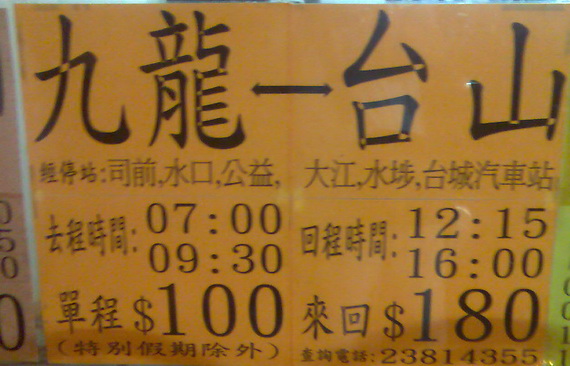 九龍↔台山
經停站:司前,水口,公益, 大江,水埗,台城汽車站
去程時間: 07:00 09:30
回程時間: 12:15 16:00
單程$100
(特別假期除外)
來回$180
查詢電話:23814355